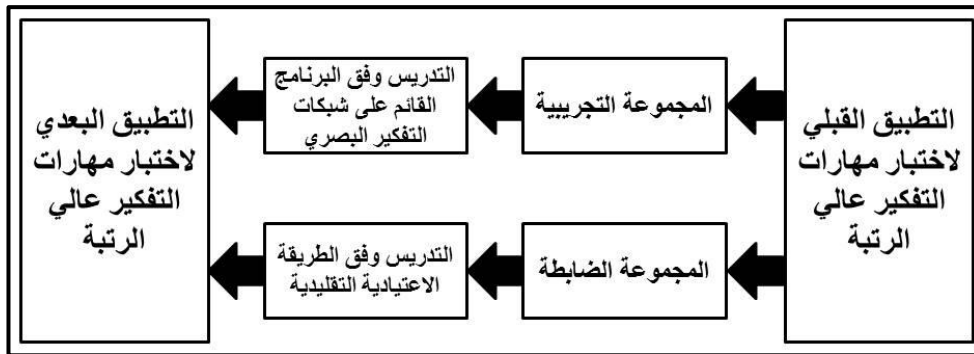 التطبيق القبلي
لاختبار مهارات
التفكير عالي
الرتبة
المجموعة التجريبية
التدريس وفق البرنامج
القائم على شبكات
التفكير البصري
المجموعة الضابطة
التدريس وفق الطريقة
الاعتيادية التقليدية
التطبيق البعدي
لاختبار مهارات
التفكير عالي
الرتبة